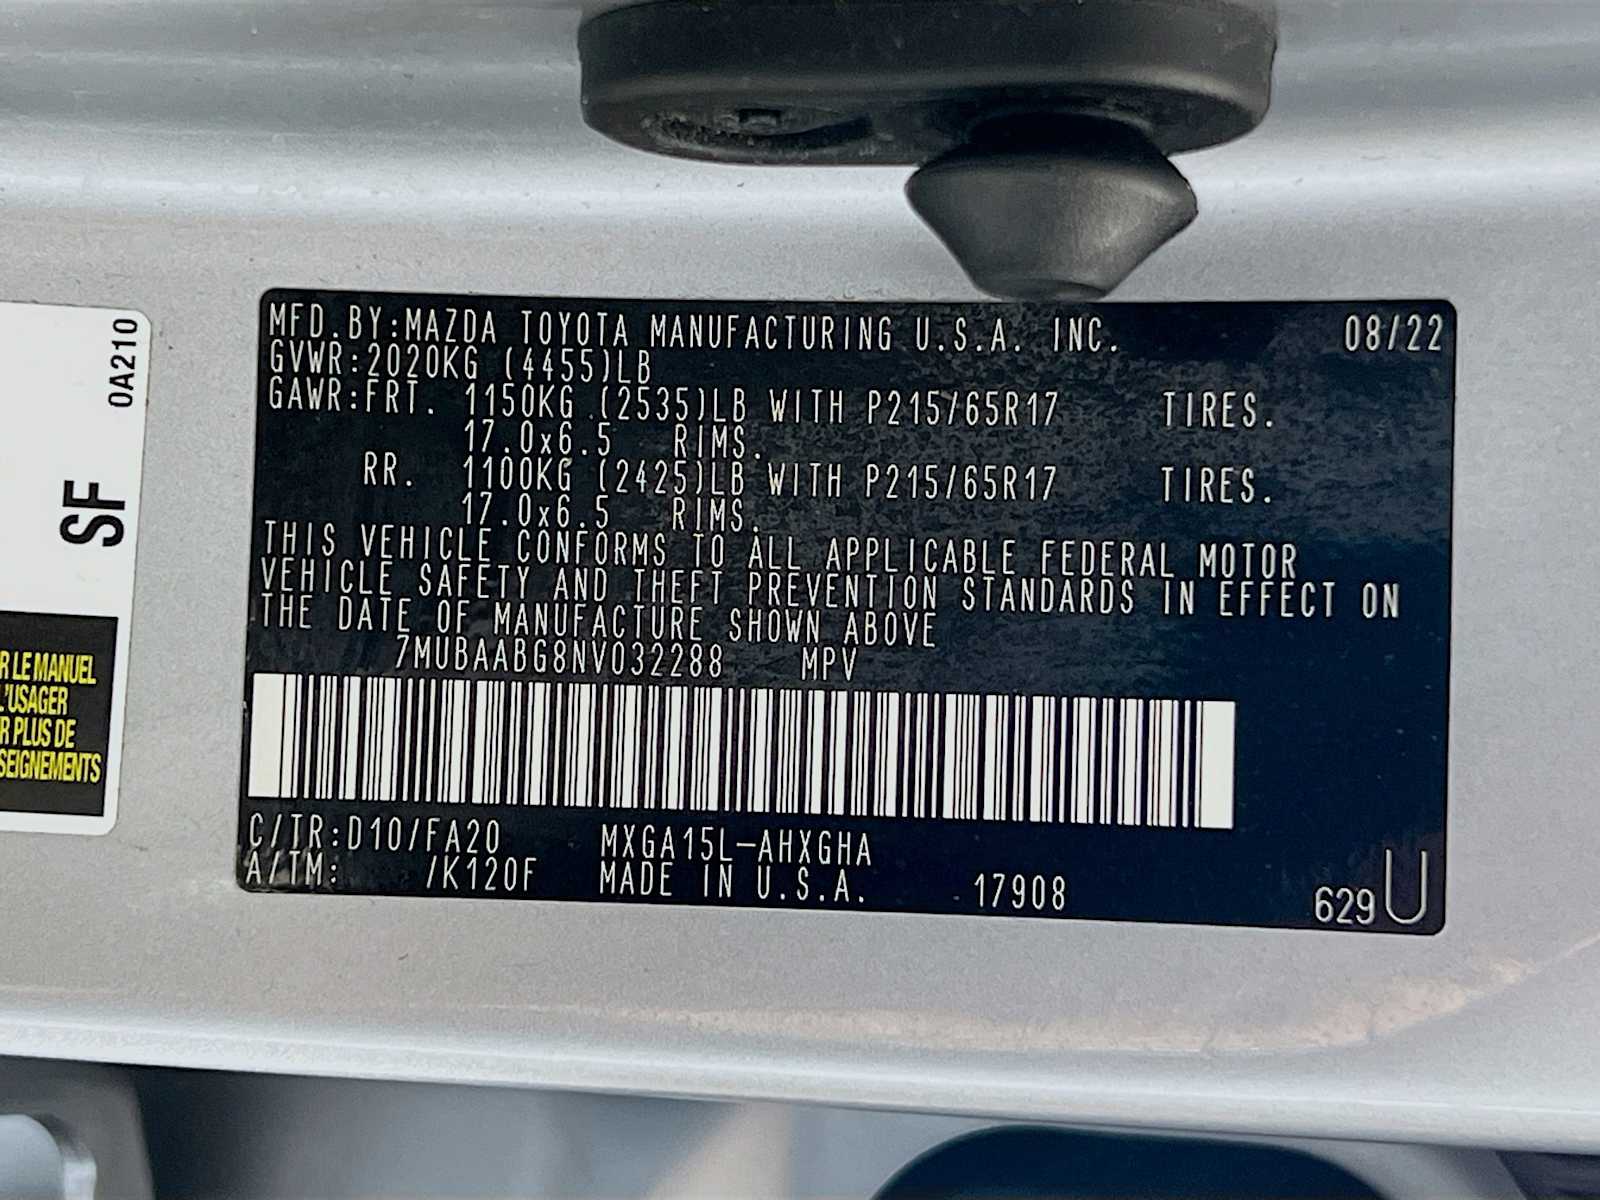 0A210
SF
R LE MANUEL
L'USAGER
R PLUS DE
SEIGNEMENTS
MFD.BY:MAZDA TOYOTA MANUFACTURING U.S.A. INC. 08/22
GVWR:2020KG (4455)LB
GAWR:FRT. 1150KG (2535)LB WITH P215/65R17 TIRES.
17.0x6.5 RIMS.
RR. 1100KG (2425)LB WITH P215/65R17 TIRES.
17.0x6.5 RIMS.
THIS VEHICLE CONFORMS TO ALL APPLICABLE FEDERAL MOTOR
VEHICLE SAFETY AND THEFT PREVENTION STANDARDS IN EFFECT ON
THE DATE OF MANUFACTURE SHOWN ABOVE
7MUBAABG8NV032288 MPV
C/TR:D10/FA20 MXGA15L-AHXGHA
A/TM: /K120F MADE IN U.S.A. 17908 629U